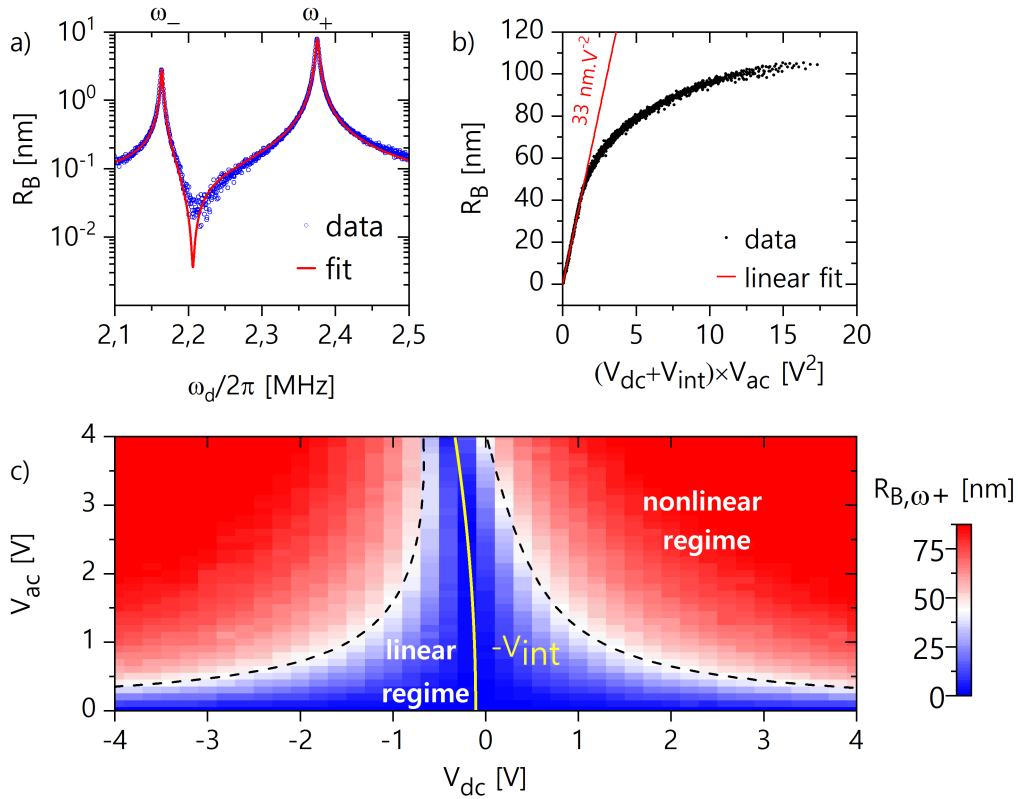 ω₋ ω₊
a)
R_B [nm]
10¹
10⁰
10⁻¹
10⁻²
data
fit
2,1 2,2 2,3 2,4 2,5
ω_d/2π [MHz]
b)
R_B [nm]
120
100
80
60
40
20
0
33 nm.V⁻²
data
linear fit
0 5 10 15 20
(V_dc+V_int)×V_ac [V²]
c)
V_ac [V]
4
3
2
1
0
nonlinear
regime
linear
regime
-V_int
-4 -3 -2 -1 0 1 2 3 4
V_dc [V]
R_B,ω+ [nm]
75
50
25
0